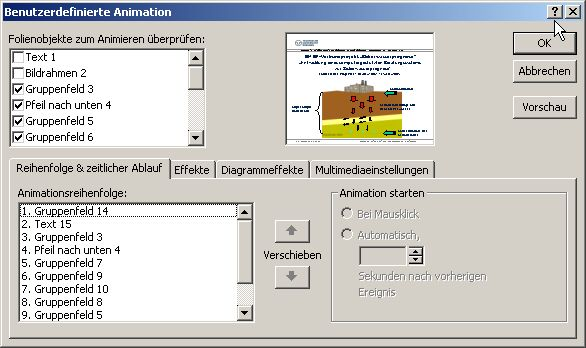 Benutzerdefinierte Animation
Folienobjekte zum Animieren überprüfen:
Text 1
Bildrahmen 2
Gruppenfeld 3
Pfeil nach unten 4
Gruppenfeld 5
Gruppenfeld 6
OK
Abbrechen
Vorschau
Reihenfolge & zeitlicher Ablauf
Effekte
Diagrammeffekte
Multimediaeinstellungen
Animationsreihenfolge:
1. Gruppenfeld 14
2. Text 15
3. Gruppenfeld 3
4. Pfeil nach unten 4
5. Gruppenfeld 6
6. Gruppenfeld 9
7. Gruppenfeld 10
8. Gruppenfeld 8
9. Gruppenfeld 5
Verschieben
Animation starten
Bei Mausklick
Automatisch,
Sekunden nach vorherigen
Ereignis